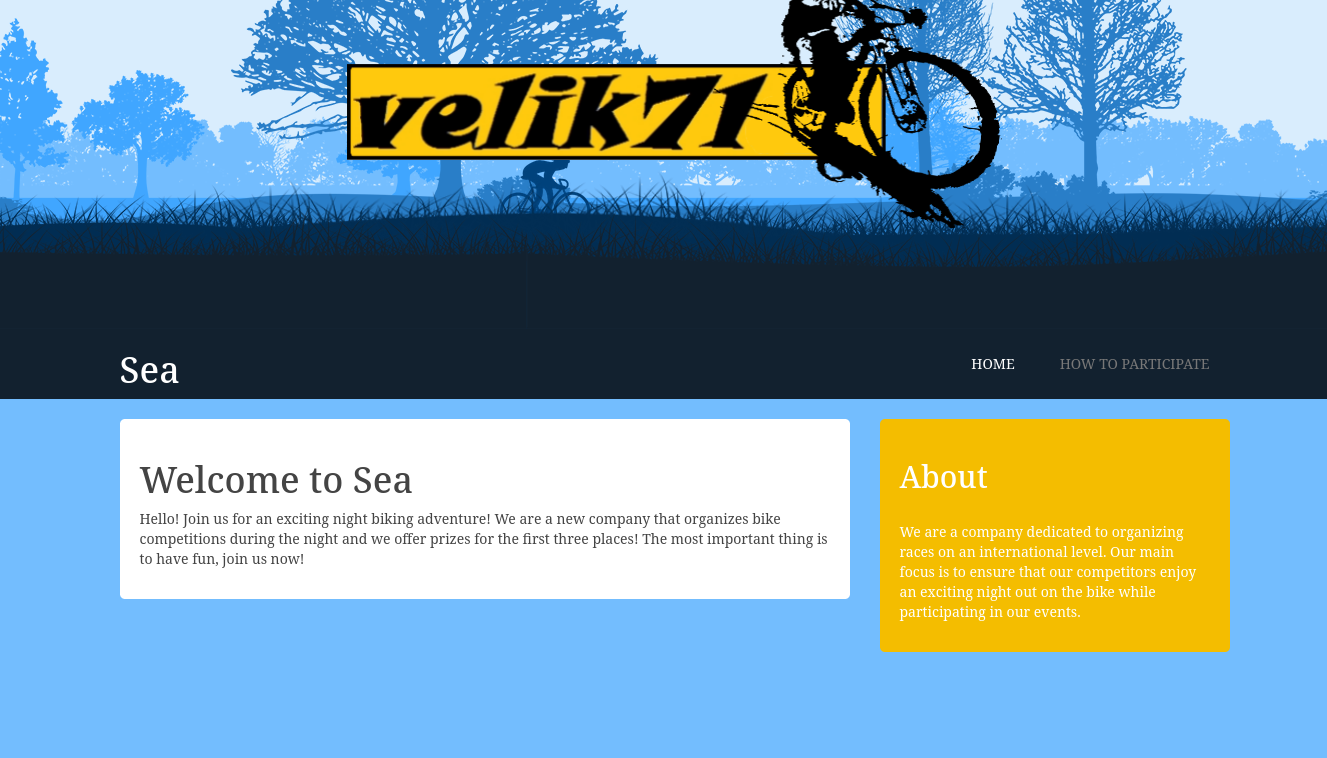 velik71
Sea
HOME
HOW TO PARTICIPATE
Welcome to Sea
Hello! Join us for an exciting night biking adventure! We are a new company that organizes bike
competitions during the night and we offer prizes for the first three places! The most important thing is
to have fun, join us now!
About
We are a company dedicated to organizing
races on an international level. Our main
focus is to ensure that our competitors enjoy
an exciting night out on the bike while
participating in our events.